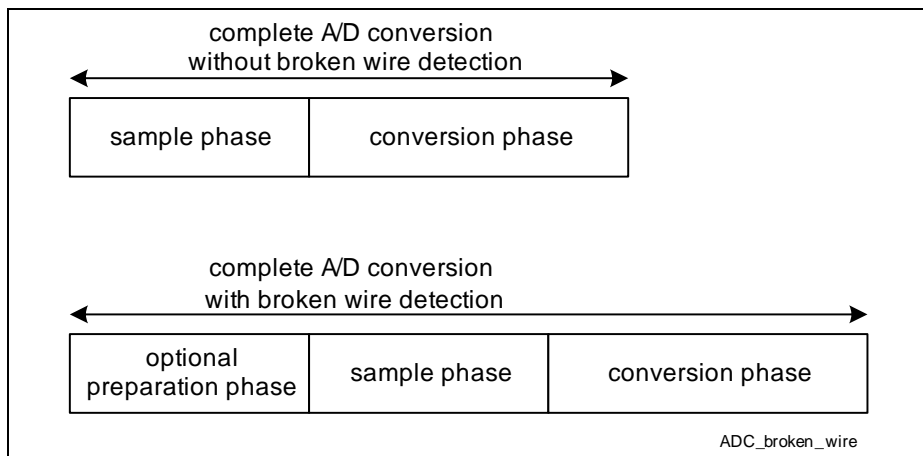 complete A/D conversion
without broken wire detection
sample phase
conversion phase
complete A/D conversion
with broken wire detection
optional
preparation phase
sample phase
conversion phase
ADC_broken_wire